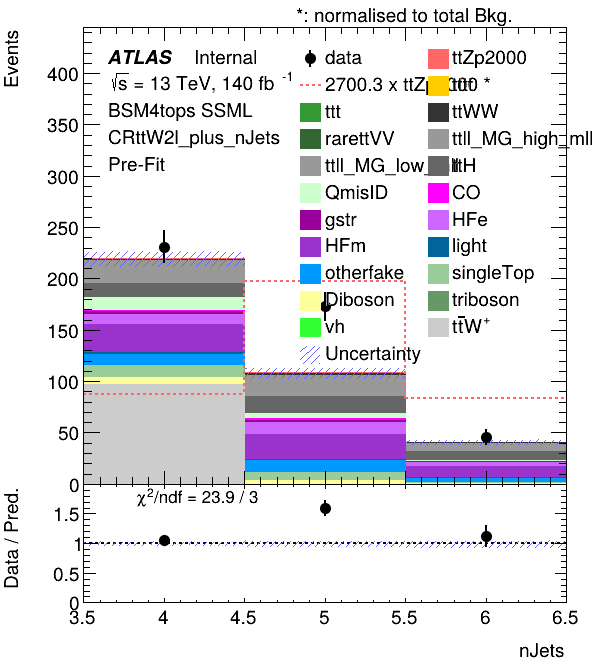 *: normalised to total Bkg.
Events
ATLAS Internal
√s = 13 TeV, 140 fb -1
BSM4tops SSML
CRttW2l_plus_nJets
Pre-Fit
data
ttZp2000
2700.3 x ttZp2000 *
ttt
ttWW
rarettVV
ttll_MG_high_mll
ttll_MG_low_
ttH
QmisID
CO
gstr
HFe
HFm
light
otherfake
singleTop
Diboson
triboson
vh
tt̄W⁺
Uncertainty
400
350
300
250
200
150
100
50
0
χ²/ndf = 23.9 / 3
Data / Pred.
1.5
1
0.5
0
3.5 4 4.5 5 5.5 6 6.5
nJets